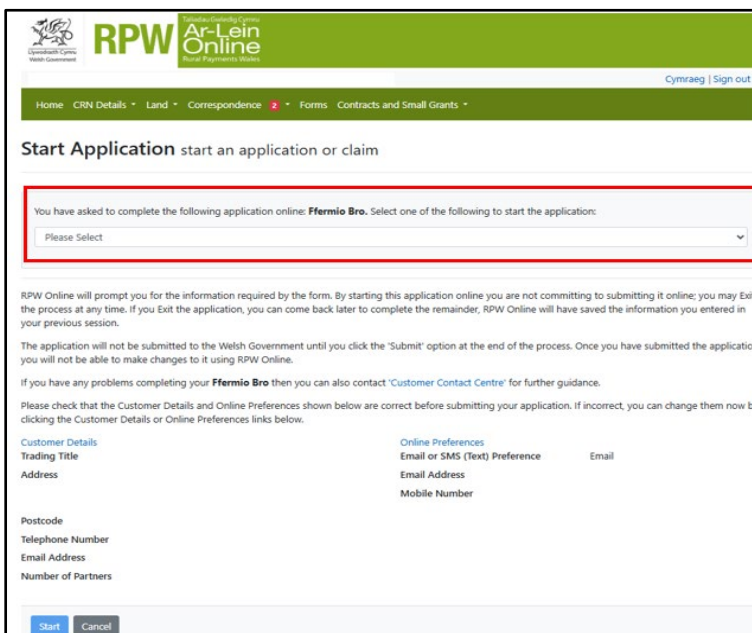 Taliadau Gwledig Cymru
RPW Ar-Lein
Online
Rural Payments Wales
Llywodraeth Cymru
Welsh Government
Cymraeg | Sign out
Home CRN Details Land Correspondence 2 Forms Contracts and Small Grants
Start Application start an application or claim
You have asked to complete the following application online: Ffermio Bro. Select one of the following to start the application:
Please Select
RPW Online will prompt you for the information required by the form. By starting this application online you are not committing to submitting it online; you may Exi
the process at any time. If you Exit the application, you can come back later to complete the remainder, RPW Online will have saved the information you entered in
your previous session.
The application will not be submitted to the Welsh Government until you click the 'Submit' option at the end of the process. Once you have submitted the applicatio
you will not be able to make changes to it using RPW Online.
If you have any problems completing your Ffermio Bro then you can also contact 'Customer Contact Centre' for further guidance.
Please check that the Customer Details and Online Preferences shown below are correct before submitting your application. If incorrect, you can change them now b
clicking the Customer Details or Online Preferences links below.
Customer Details Online Preferences
Trading Title Email or SMS (Text) Preference Email
Address Email Address
Mobile Number
Postcode
Telephone Number
Email Address
Number of Partners
Start Cancel